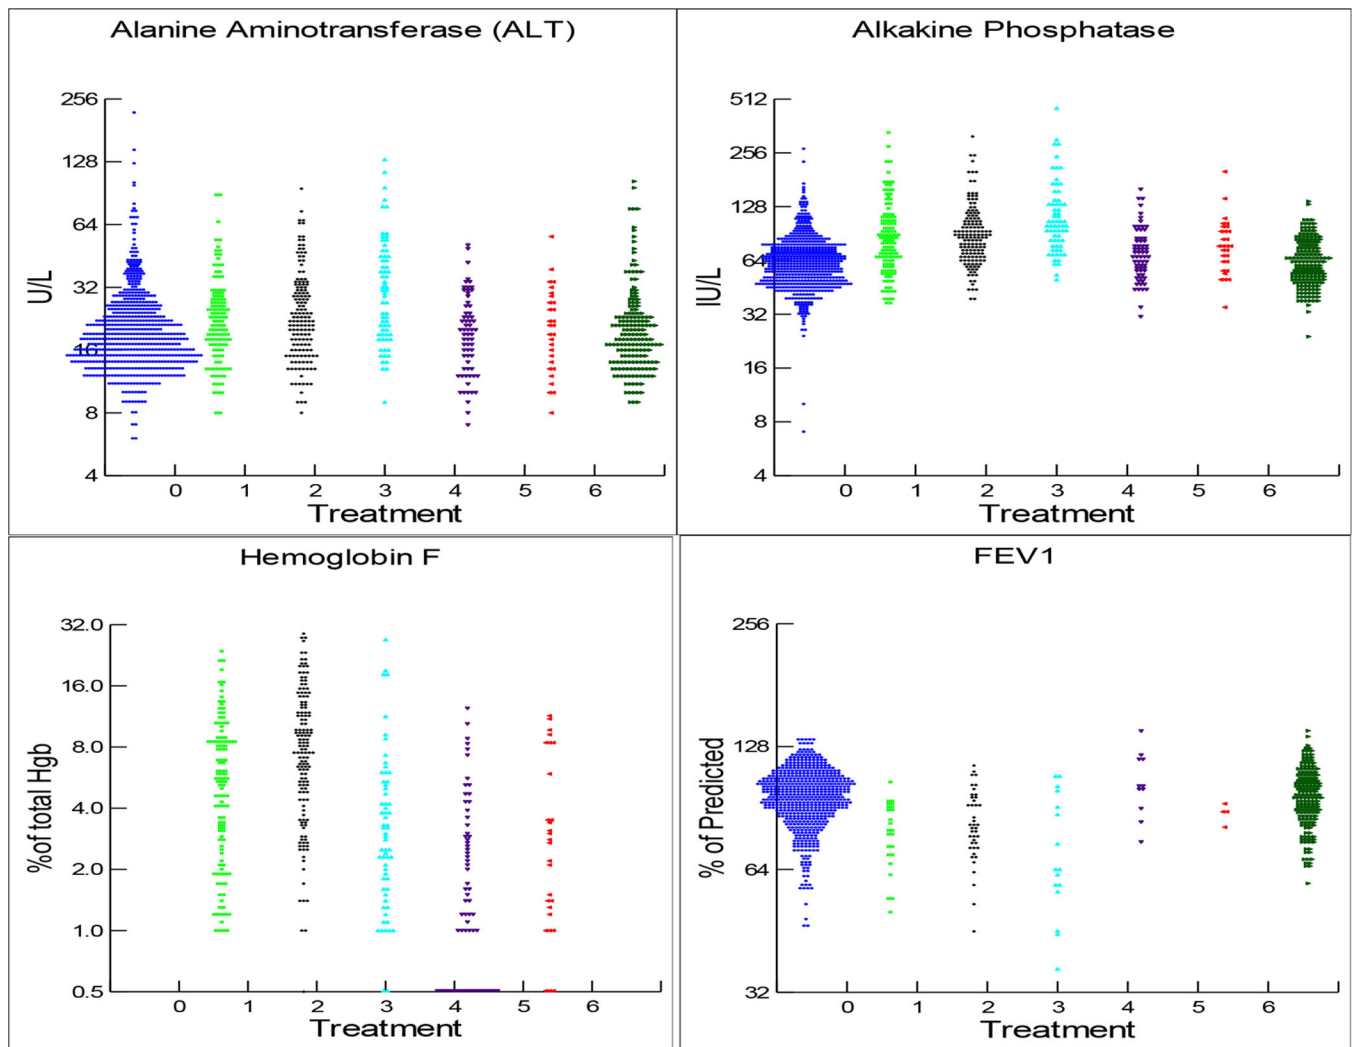 Alanine Aminotransferase (ALT)
256
128
64
32
16
8
4
U/L
0 1 2 3 4 5 6
Treatment
Alkakine Phosphatase
512
256
128
64
32
16
8
4
IU/L
0 1 2 3 4 5 6
Treatment
Hemoglobin F
32.0
16.0
8.0
4.0
2.0
1.0
0.5
%of total Hgb
0 1 2 3 4 5 6
Treatment
FEV1
256
128
64
32
% of Predicted
0 1 2 3 4 5 6
Treatment